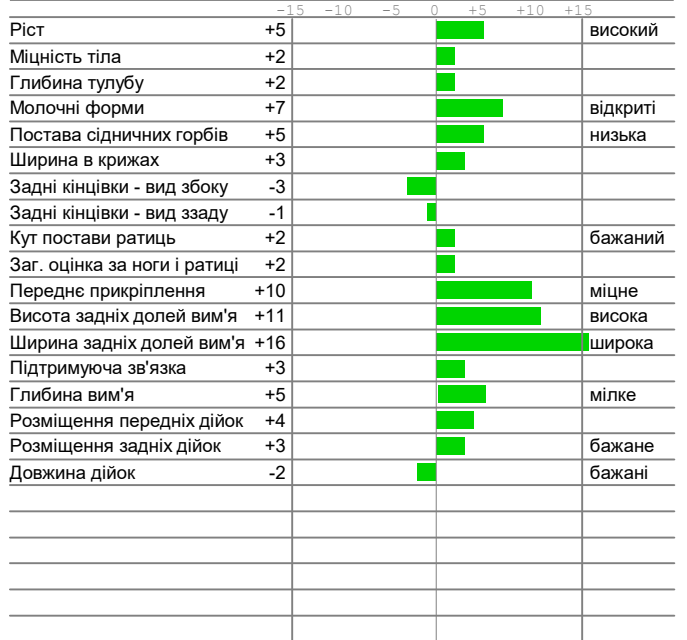 -15 -10 -5 0 +5 +10 +15
Ріст +5 високий
Міцність тіла +2
Глибина тулубу +2
Молочні форми +7 відкриті
Постава сідничних горбів +5 низька
Ширина в крижах +3
Задні кінцівки - вид збоку -3
Задні кінцівки - вид ззаду -1
Кут постави ратиць +2 бажаний
Заг. оцінка за ноги і ратиці +2
Переднє прикріплення +10 міцне
Висота задніх долей вим'я +11 висока
Ширина задніх долей вим'я +16 широка
Підтримуюча зв'язка +3
Глибина вим'я +5 мілке
Розміщення передніх дійок +4
Розміщення задніх дійок +3 бажане
Довжина дійок -2 бажані